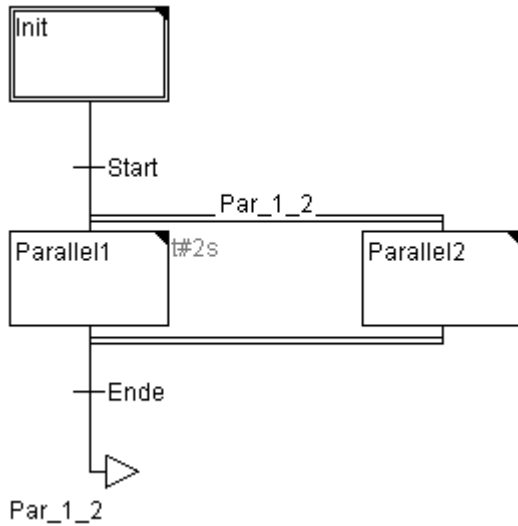 Init
Start
Par_1_2
Parallel1
t#2s
Parallel2
Ende
Par_1_2